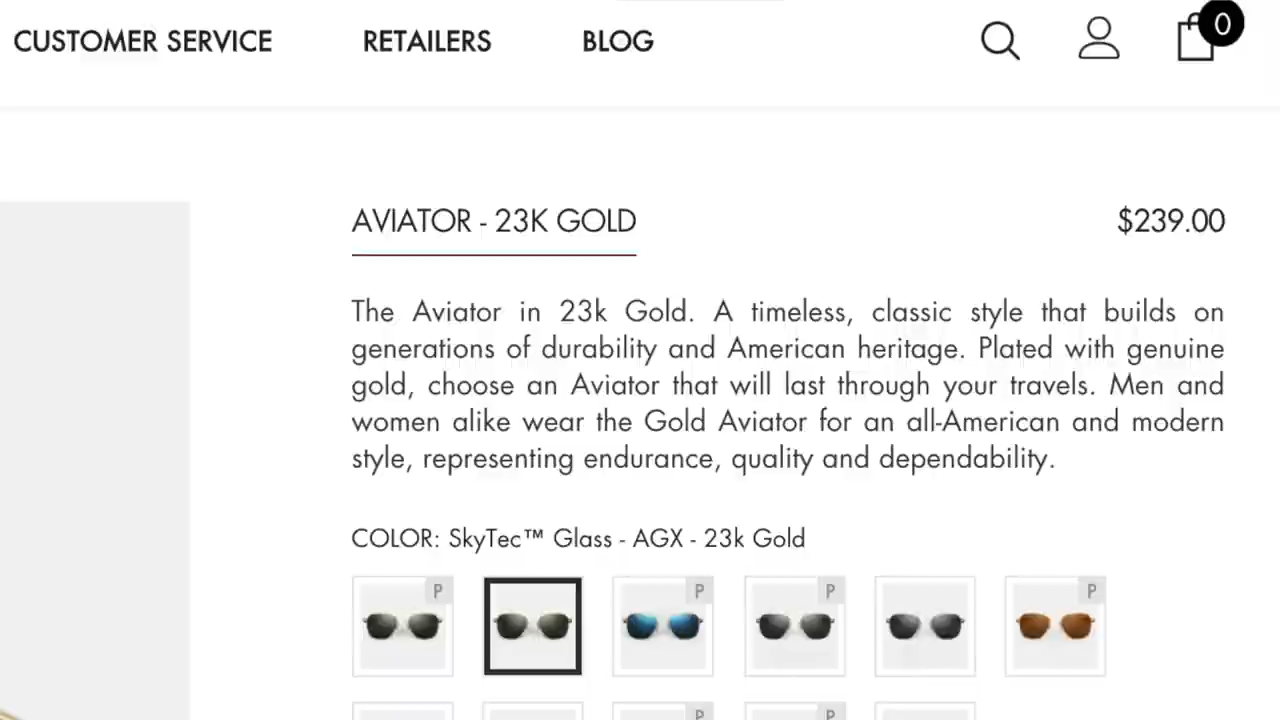 CUSTOMER SERVICE RETAILERS BLOG 0
AVIATOR - 23K GOLD $239.00
The Aviator in 23k Gold. A timeless, classic style that builds on
generations of durability and American heritage. Plated with genuine
gold, choose an Aviator that will last through your travels. Men and
women alike wear the Gold Aviator for an all-American and modern
style, representing endurance, quality and dependability.
COLOR: SkyTec™ Glass - AGX - 23k Gold
P P P P
P P